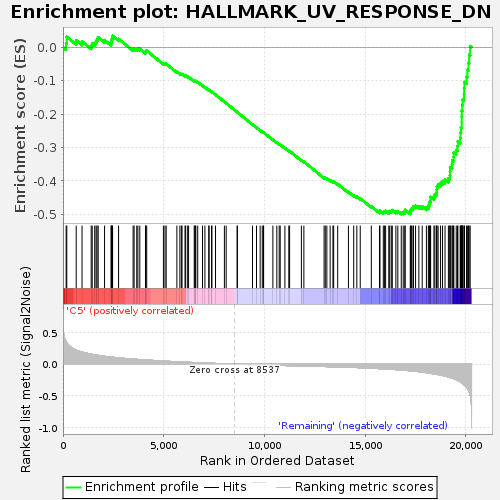 Enrichment plot: HALLMARK_UV_RESPONSE_DN
Enrichment score (ES)
0.0
-0.1
-0.2
-0.3
-0.4
-0.5
'C5' (positively correlated)
Ranked list metric (Signal2Noise)
0.5
0.0
-0.5
-1.0
Zero cross at 8537
'Remaining' (negatively correlated)
0
5,000
10,000
15,000
20,000
Rank in Ordered Dataset
Enrichment profile
Hits
Ranking metric scores